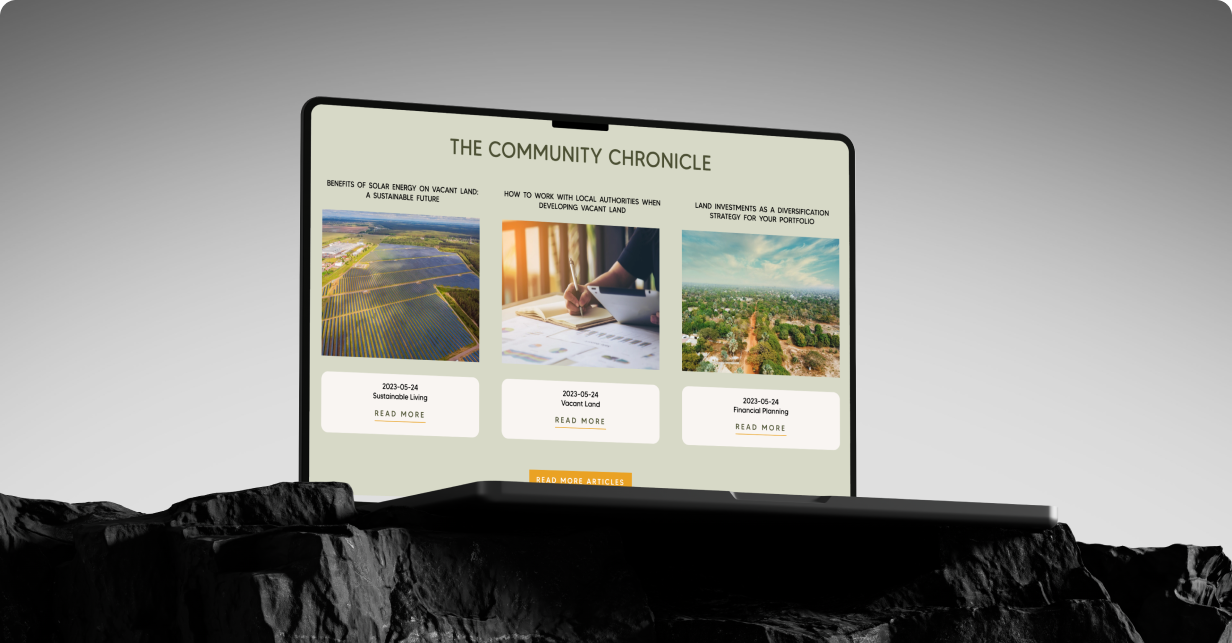 THE COMMUNITY CHRONICLE
BENEFITS OF SOLAR ENERGY ON VACANT LAND:
A SUSTAINABLE FUTURE
HOW TO WORK WITH LOCAL AUTHORITIES WHEN
DEVELOPING VACANT LAND
LAND INVESTMENTS AS A DIVERSIFICATION
STRATEGY FOR YOUR PORTFOLIO
2023-05-24
Sustainable Living
READ MORE
2023-05-24
Vacant Land
READ MORE
2023-05-24
Financial Planning
READ MORE
READ MORE ARTICLES